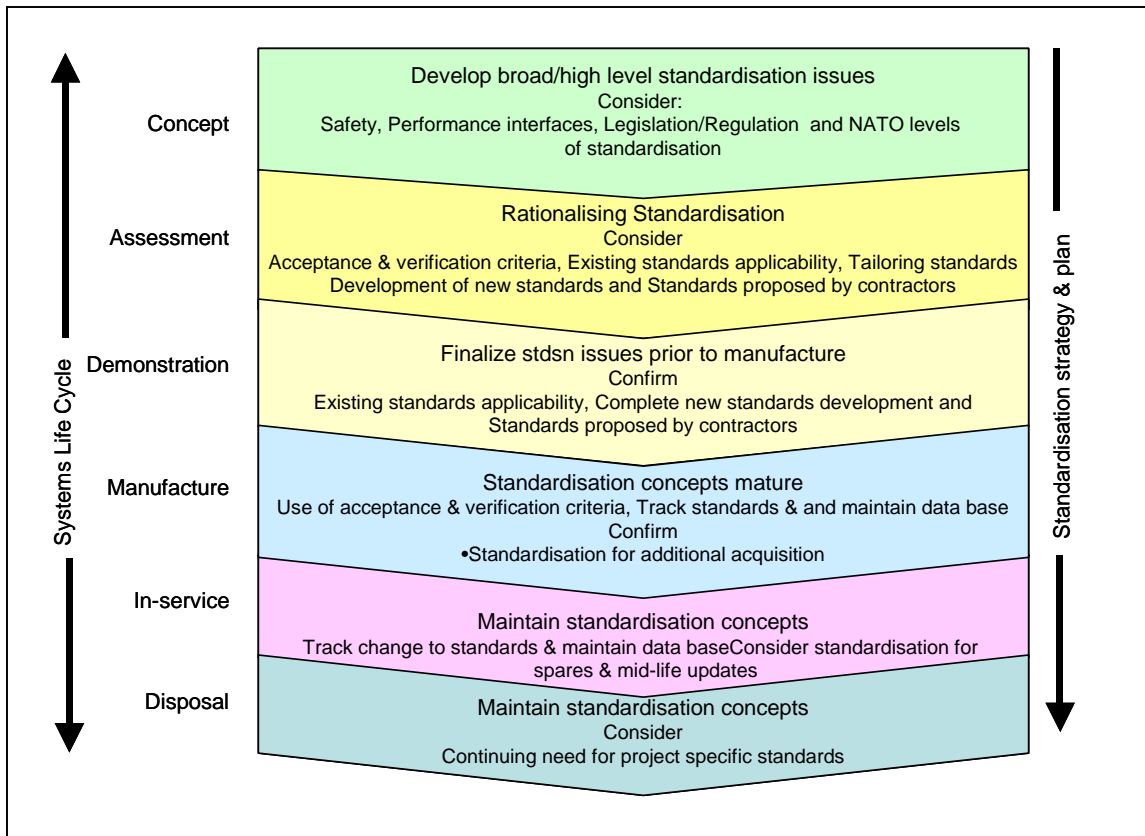 Systems Life Cycle
Concept
Develop broad/high level standardisation issues
Consider:
Safety, Performance interfaces, Legislation/Regulation and NATO levels
of standardisation
Assessment
Rationalising Standardisation
Consider
Acceptance & verification criteria, Existing standards applicability, Tailoring standards
Development of new standards and Standards proposed by contractors
Demonstration
Finalize stdsn issues prior to manufacture
Confirm
Existing standards applicability, Complete new standards development and
Standards proposed by contractors
Manufacture
Standardisation concepts mature
Use of acceptance & verification criteria, Track standards & and maintain data base
Confirm
•Standardisation for additional acquisition
In-service
Maintain standardisation concepts
Track change to standards & maintain data baseConsider standardisation for
spares & mid-life updates
Disposal
Maintain standardisation concepts
Consider
Continuing need for project specific standards
Standardisation strategy & plan